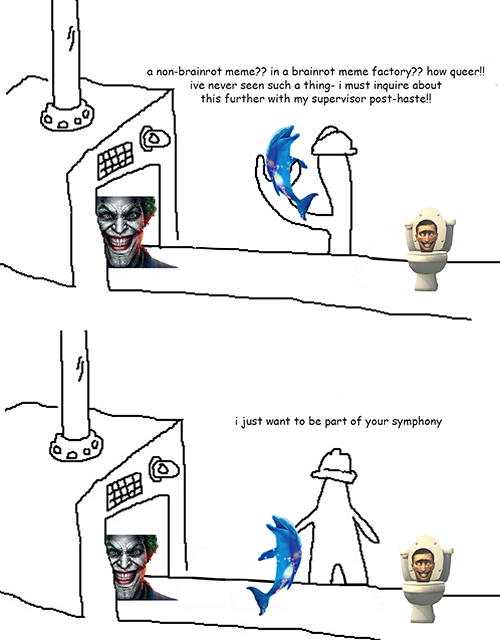 a non-brainrot meme?? in a brainrot meme factory?? how queer!!
ive never seen such a thing- i must inquire about
this further with my supervisor post-haste!!
i just want to be part of your symphony